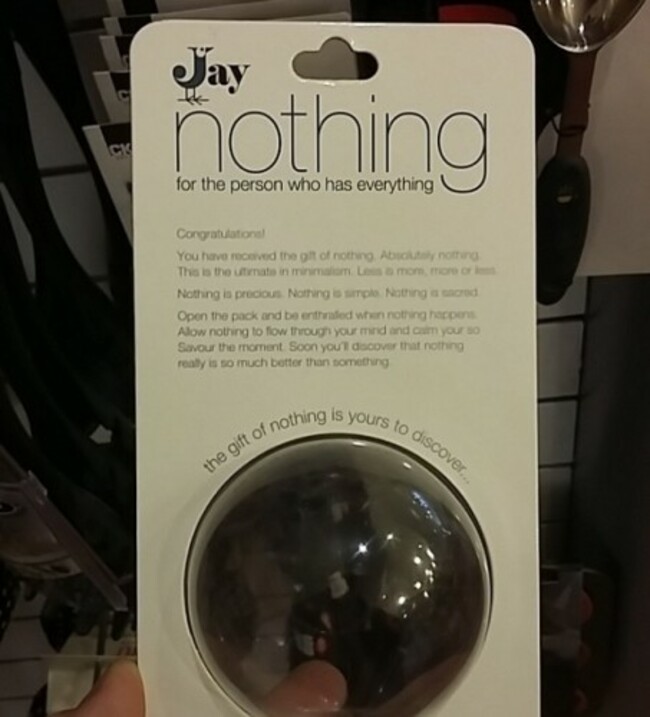 Jay
nothing
for the person who has everything
Congratulations!
You have received the gift of nothing. Absolutely nothing.
This is the ultimate in minimalism. Less is more, more or less.
Nothing is precious. Nothing is simple. Nothing is sacred.
Open the pack and be enthralled when nothing happens.
Allow nothing to flow through your mind and calm your so
Savour the moment. Soon you'll discover that nothing
really is so much better than something.
the gift of nothing is yours to discover...
CK